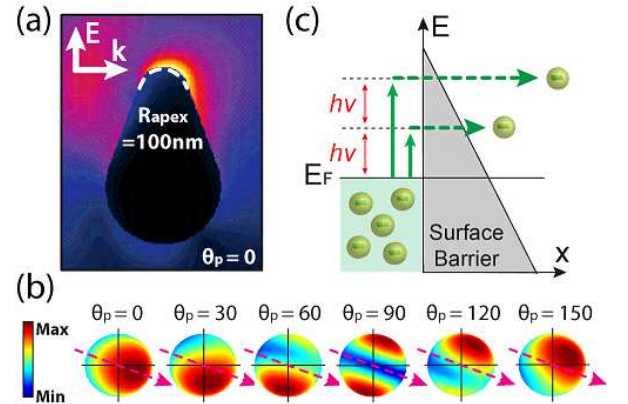 (a)
E
k
R_apex
=100nm
θp = 0
(c)
E
hν
hν
EF
Surface
Barrier
x
(b)
θp = 0 θp = 30 θp = 60 θp = 90 θp = 120 θp = 150
Max
Min